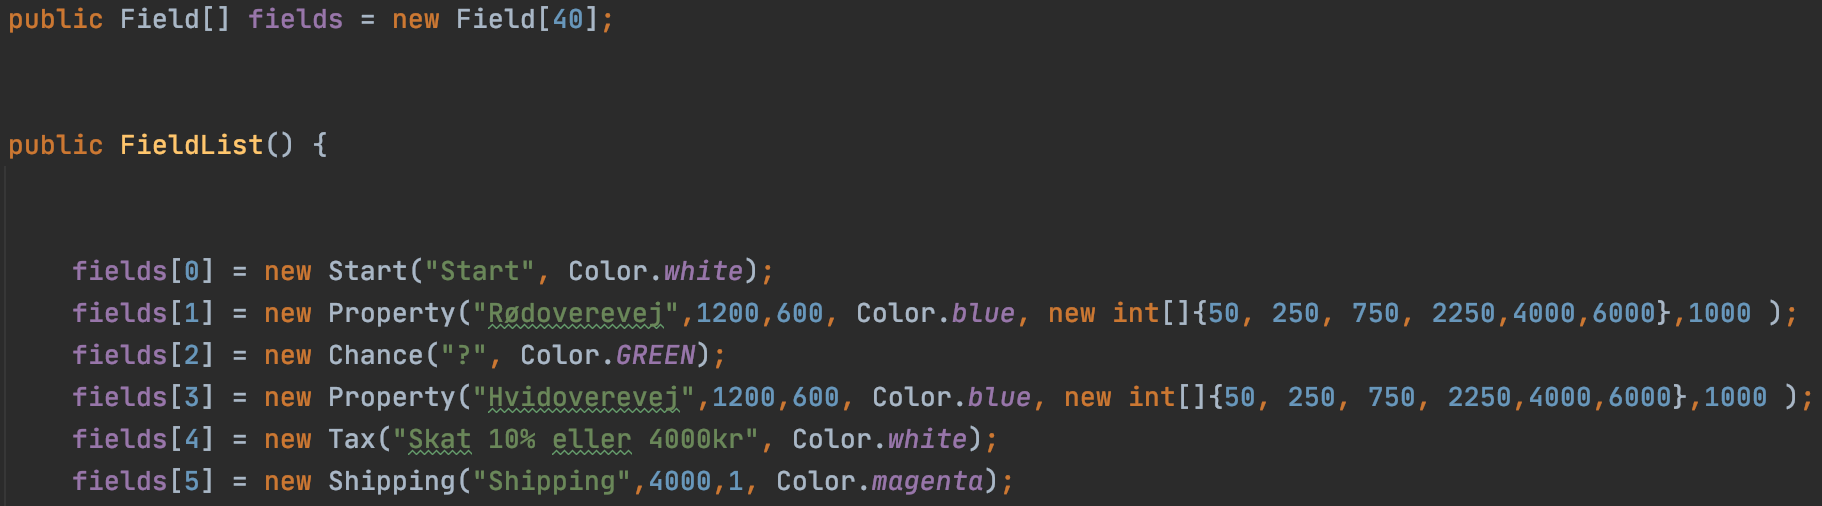 public Field[] fields = new Field[40];
public FieldList() {
fields[0] = new Start("Start", Color.white);
fields[1] = new Property("Rødoverevej",1200,600, Color.blue, new int[]{50, 250, 750, 2250,4000,6000},1000 );
fields[2] = new Chance("?", Color.GREEN);
fields[3] = new Property("Hvidoverevej",1200,600, Color.blue, new int[]{50, 250, 750, 2250,4000,6000},1000 );
fields[4] = new Tax("Skat 10% eller 4000kr", Color.white);
fields[5] = new Shipping("Shipping",4000,1, Color.magenta);